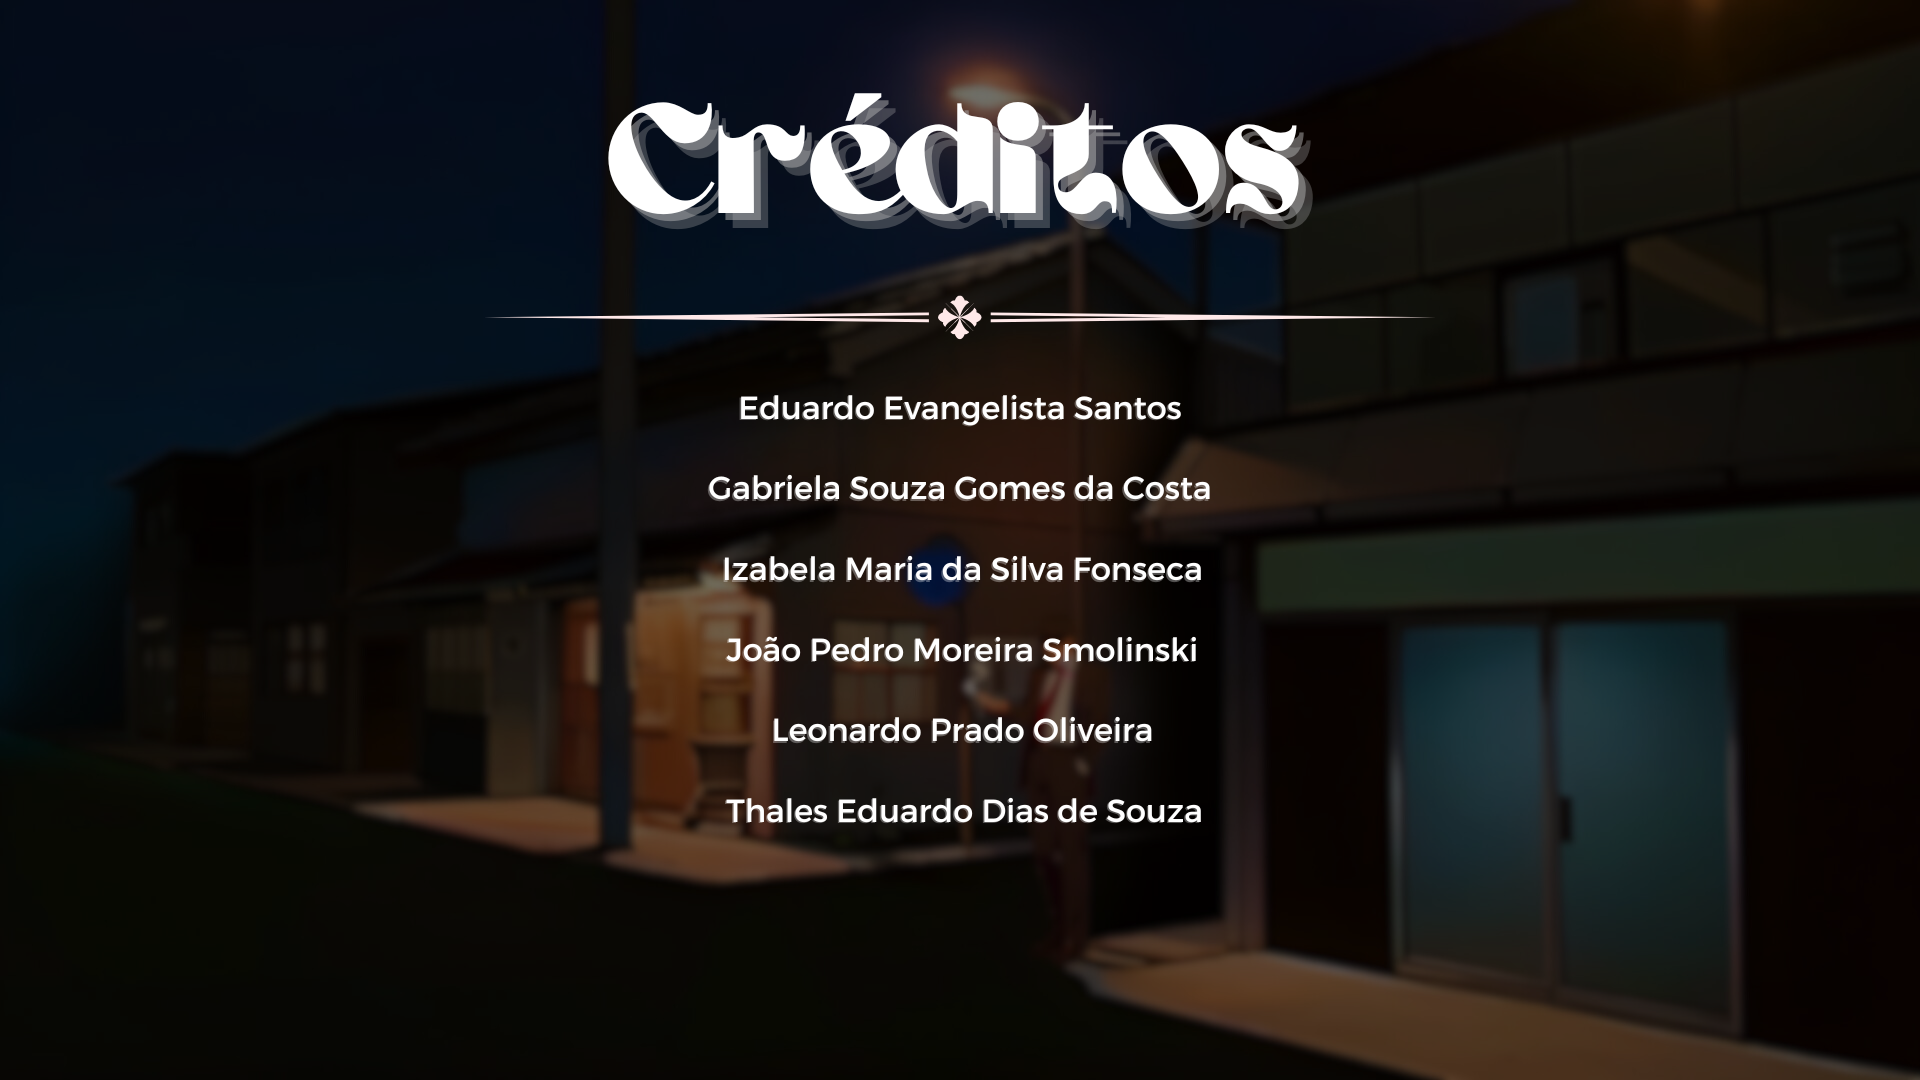 Créditos
Eduardo Evangelista Santos
Gabriela Souza Gomes da Costa
Izabela Maria da Silva Fonseca
João Pedro Moreira Smolinski
Leonardo Prado Oliveira
Thales Eduardo Dias de Souza